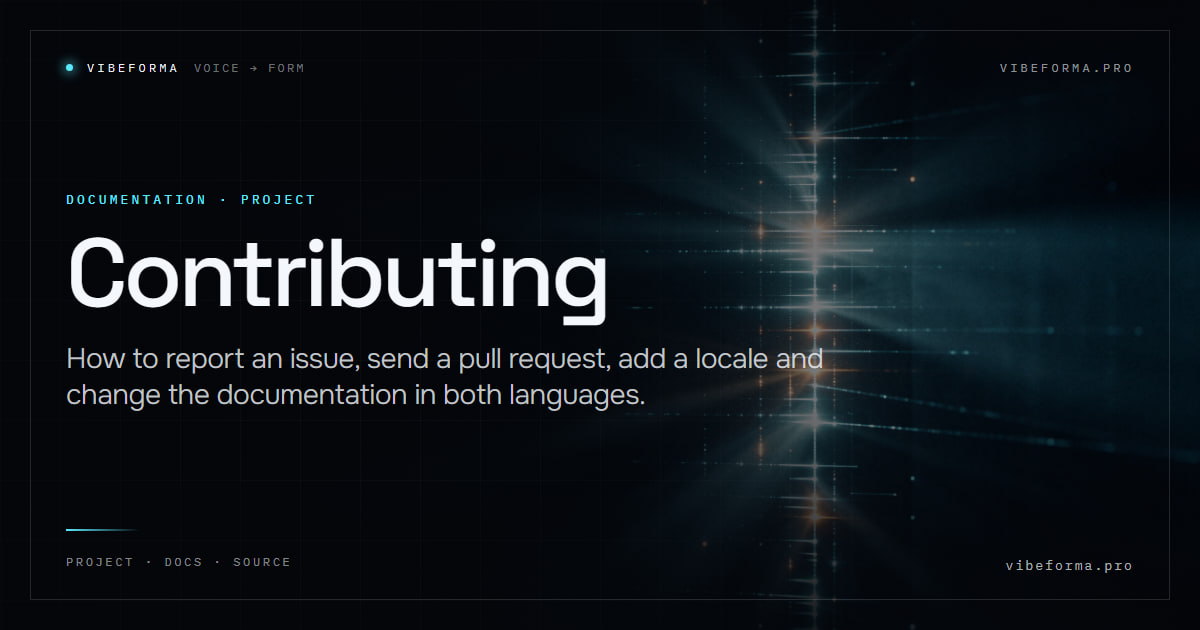 VIBEFORMA VOICE → FORM
VIBEFORMA.PRO
DOCUMENTATION · PROJECT
Contributing
How to report an issue, send a pull request, add a locale and
change the documentation in both languages.
PROJECT · DOCS · SOURCE
vibeforma.pro